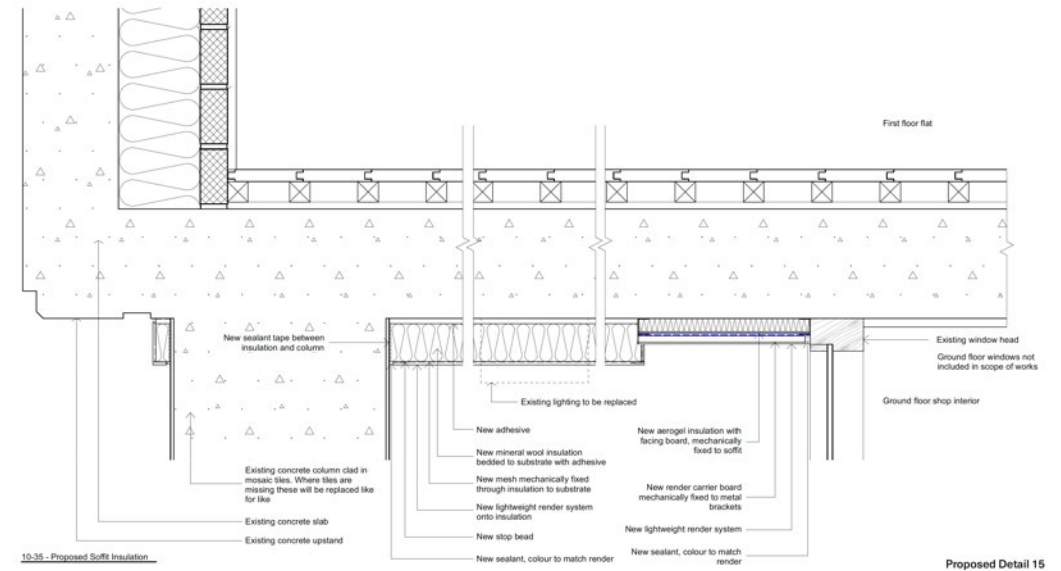 First floor flat
New sealant tape between
insulation and column
Existing window head
Ground floor windows not
included in scope of works
Existing lighting to be replaced
Ground floor shop interior
New adhesive
New aerogel insulation with
facing board, mechanically
fixed to soffit
New mineral wool insulation
bedded to substrate with adhesive
Existing concrete column clad in
mosaic tiles. Where tiles are
missing these will be replaced like
for like
New mesh mechanically fixed
through insulation to substrate
New render carrier board
mechanically fixed to metal
brackets
New lightweight render system
onto insulation
Existing concrete slab
New lightweight render system
New stop bead
Existing concrete upstand
New sealant, colour to match render
New sealant, colour to match
render
10-35 - Proposed Soffit Insulation
Proposed Detail 15